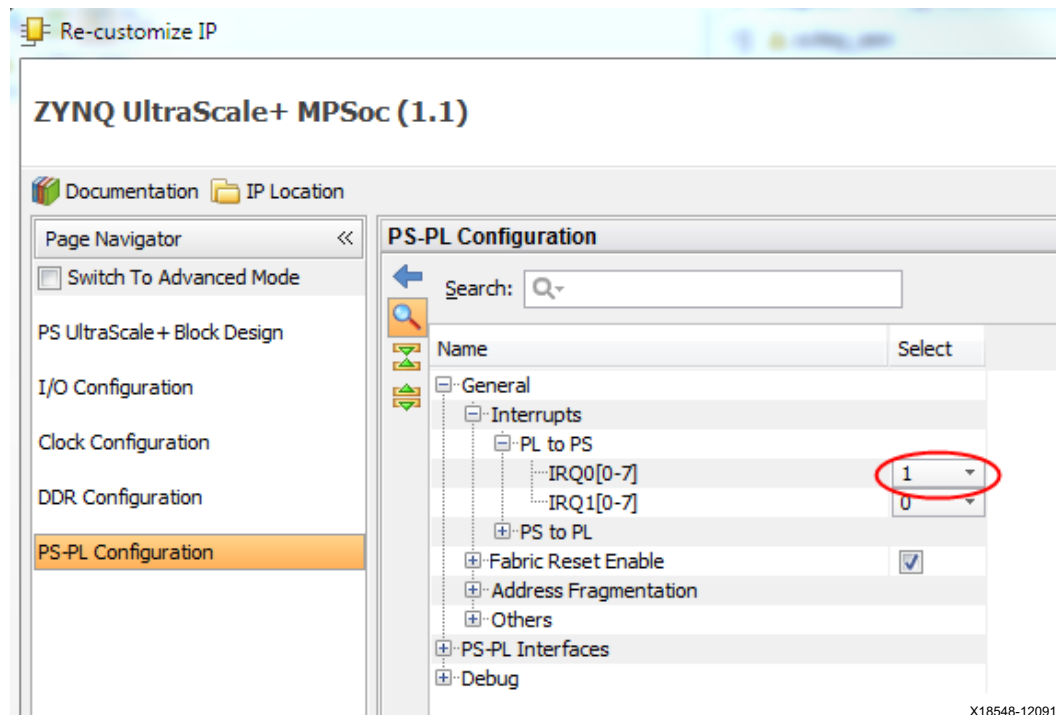 Re-customize IP
ZYNQ UltraScale+ MPSoc (1.1)
Documentation IP Location
Page Navigator «
Switch To Advanced Mode
PS UltraScale+ Block Design
I/O Configuration
Clock Configuration
DDR Configuration
PS-PL Configuration
PS-PL Configuration
Search:
Name Select
General
Interrupts
PL to PS
IRQ0[0-7] 1
IRQ1[0-7] 0
PS to PL
Fabric Reset Enable
Address Fragmentation
Others
PS-PL Interfaces
Debug
X18548-12091